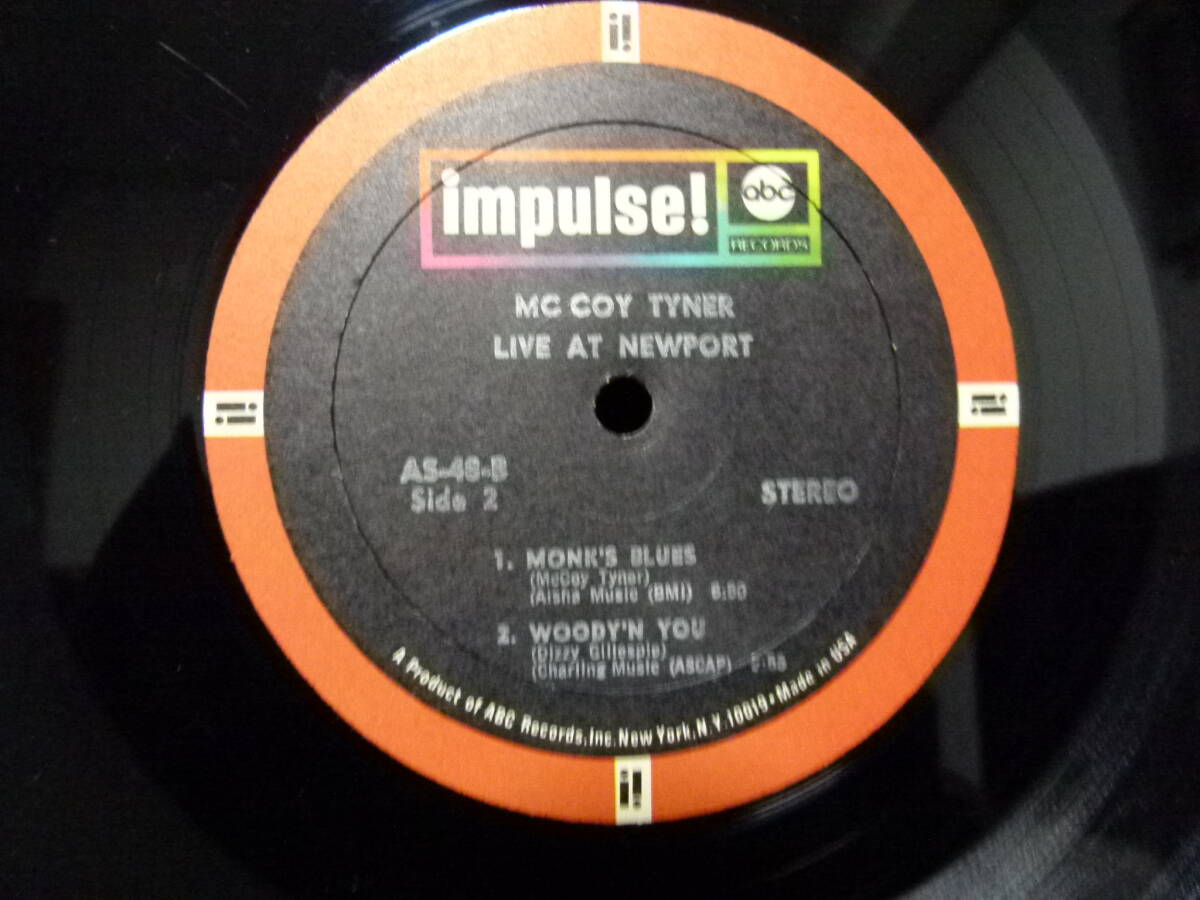 impulse!
abc
RECORDS
MC COY TYNER
LIVE AT NEWPORT
AS-48-B
Side 2
STEREO
1. MONK'S BLUES
(McCoy Tyner)
(Aisha Music (BMI)
2. WOODY'N YOU
(Dizzy Gillespie)
(Charling Music (ASCAP)
A Product of ABC Records, Inc. New York, N.Y. 10019 • Made in USA